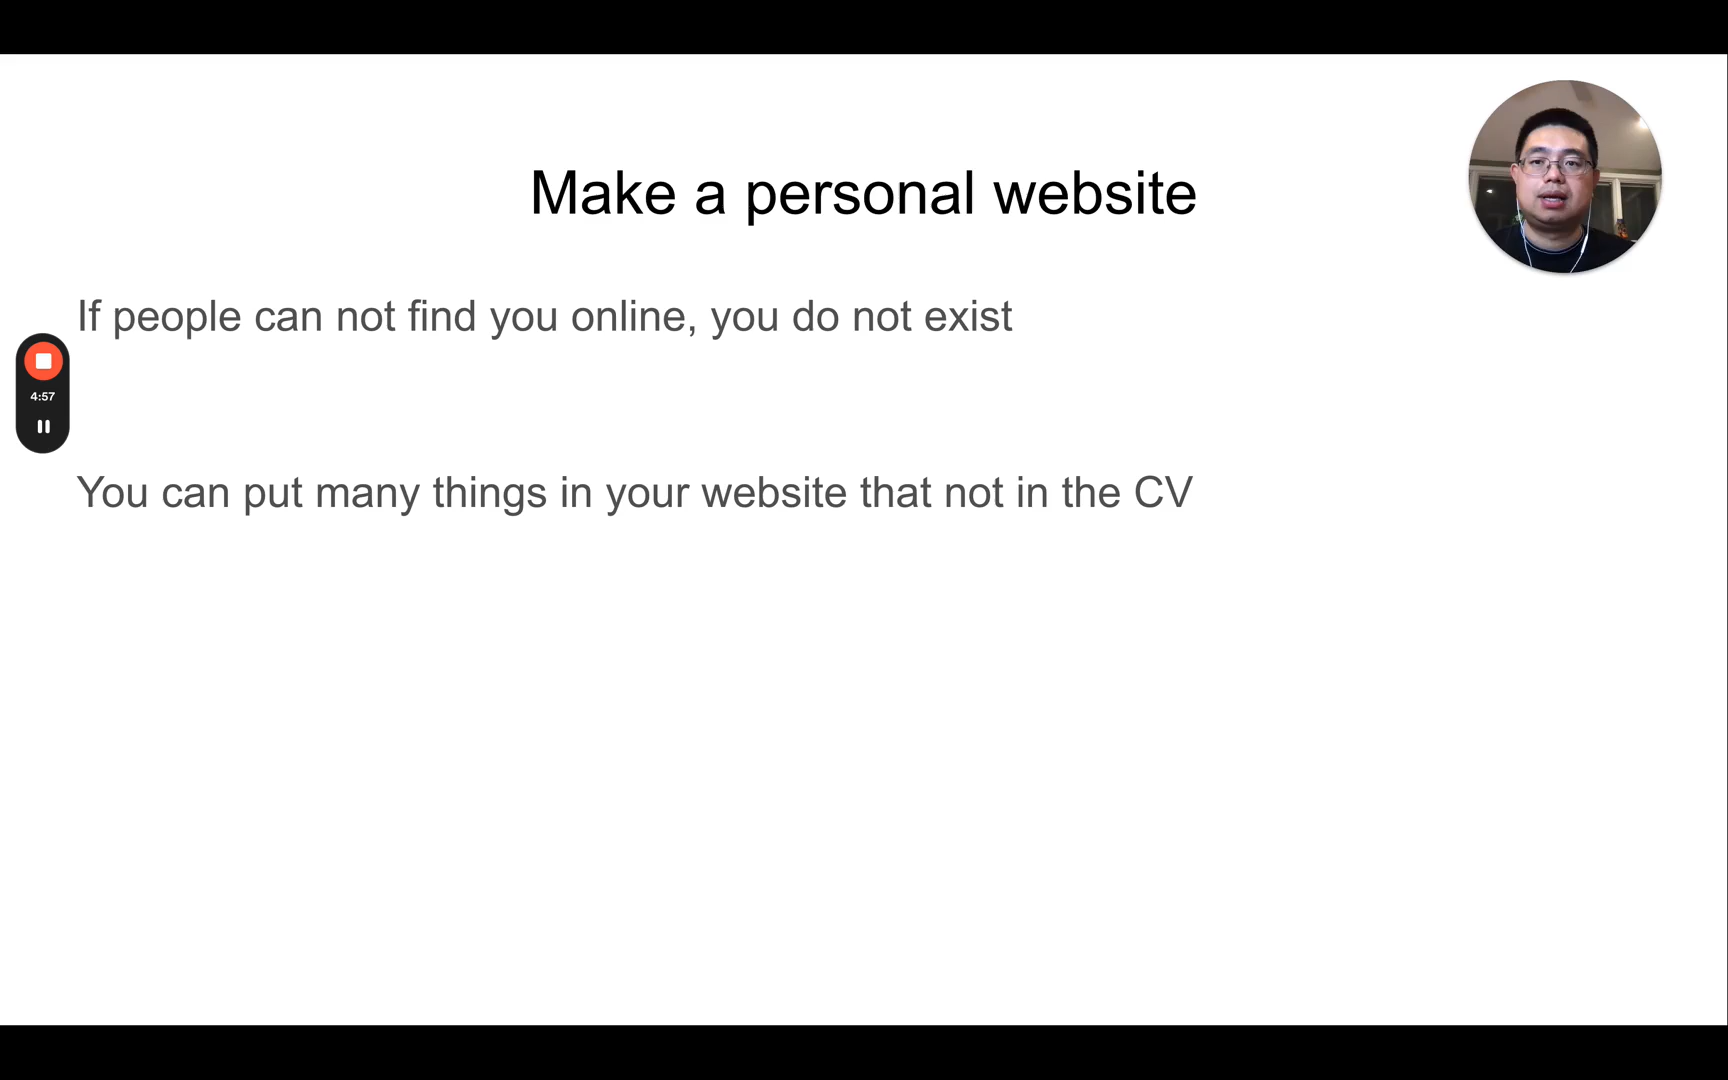 Make a personal website
If people can not find you online, you do not exist
4:57
You can put many things in your website that not in the CV